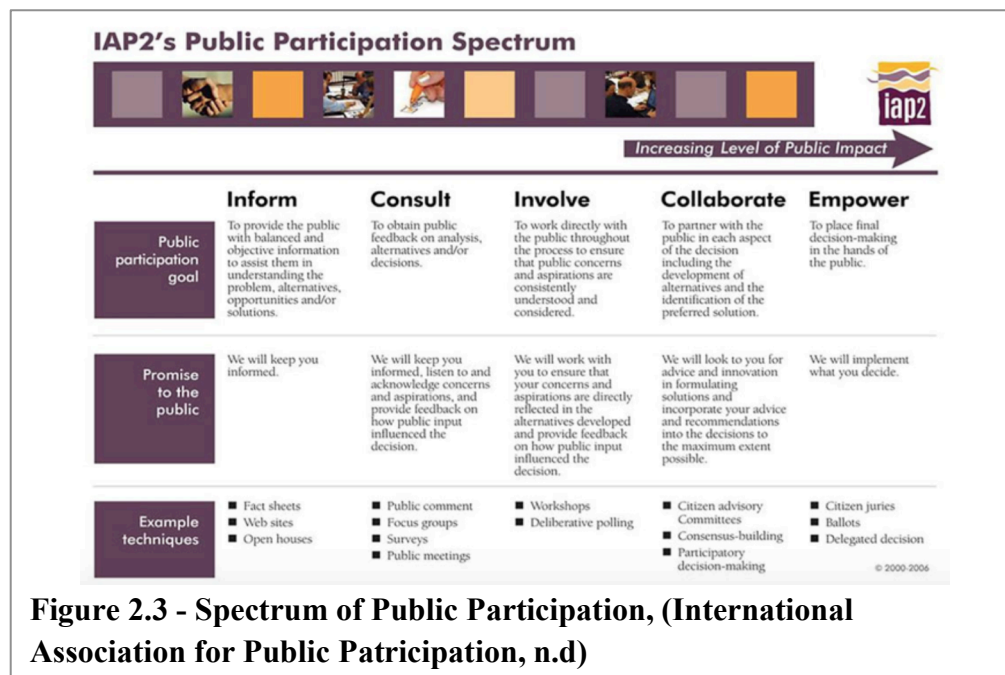 IAP2's Public Participation Spectrum
iap2
Increasing Level of Public Impact
Inform
Consult
Involve
Collaborate
Empower
Public
participation
goal
To provide the public
with balanced and
objective information
to assist them in
understanding the
problem, alternatives,
opportunities and/or
solutions.
To obtain public
feedback on analysis,
alternatives and/or
decisions.
To work directly with
the public throughout
the process to ensure
that public concerns
and aspirations are
consistently
understood and
considered.
To partner with the
public in each aspect
of the decision
including the
development of
alternatives and the
identification of the
preferred solution.
To place final
decision-making
in the hands of
the public.
Promise
to the
public
We will keep you
informed.
We will keep you
informed, listen to and
acknowledge concerns
and aspirations, and
provide feedback on
how public input
influenced the
decision.
We will work with
you to ensure that
your concerns and
aspirations are directly
reflected in the
alternatives developed
and provide feedback
on how public input
influenced the
decision.
We will look to you for
advice and innovation
in formulating
solutions and
incorporate your advice
and recommendations
into the decisions to
the maximum extent
possible.
We will implement
what you decide.
Example
techniques
■ Fact sheets
■ Web sites
■ Open houses
■ Public comment
■ Focus groups
■ Surveys
■ Public meetings
■ Workshops
■ Deliberative polling
■ Citizen advisory
Committees
■ Consensus-building
■ Participatory
decision-making
■ Citizen juries
■ Ballots
■ Delegated decision
© 2000-2006
Figure 2.3 - Spectrum of Public Participation, (International
Association for Public Patricipation, n.d)